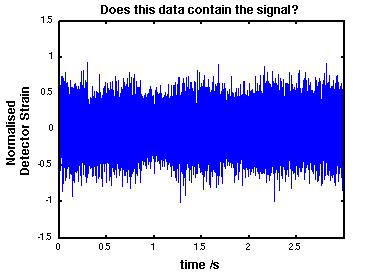 Does this data contain the signal?
1.5
1
0.5
0
-0.5
-1
-1.5
Normalised
Detector Strain
0 0.5 1 1.5 2 2.5
time /s